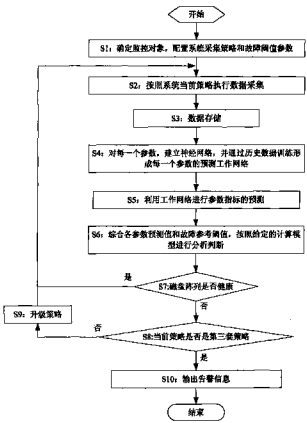 开始
S1：确定监控对象，配置系统采集策略和故障阈值参数
S2：按照系统当前策略执行数据采集
S3：数据存储
S4：对每一个参数，建立神经网络，并通过历史数据训练形
成每一个参数的预测工作网络
S5：利用工作网络进行参数指标的预测
S6：综合各参数预测值和故障参考阈值，按照给定的计算模
型进行分析判断
是
S7:磁盘阵列是否健康
否
S9：升级策略
否
S8:当前策略是否是第三套策略
是
S10：输出告警信息
结束